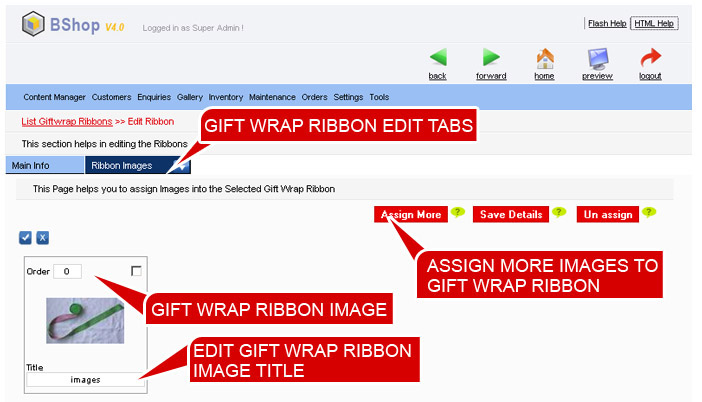 BShop V4.0
Logged in as Super Admin !
Flash Help
HTML Help
back
forward
home
preview
logout
Content Manager Customers Enquiries Gallery Inventory Maintenance Orders Settings Tools
List Giftwrap Ribbons >> Edit Ribbon
GIFT WRAP RIBBON EDIT TABS
This section helps in editing the Ribbons
Main Info
Ribbon Images
This Page helps you to assign Images into the Selected Gift Wrap Ribbon
Assign More ?
Save Details ?
Un assign ?
ASSIGN MORE IMAGES TO
GIFT WRAP RIBBON
Order 0
GIFT WRAP RIBBON IMAGE
EDIT GIFT WRAP RIBBON
IMAGE TITLE
Title
images